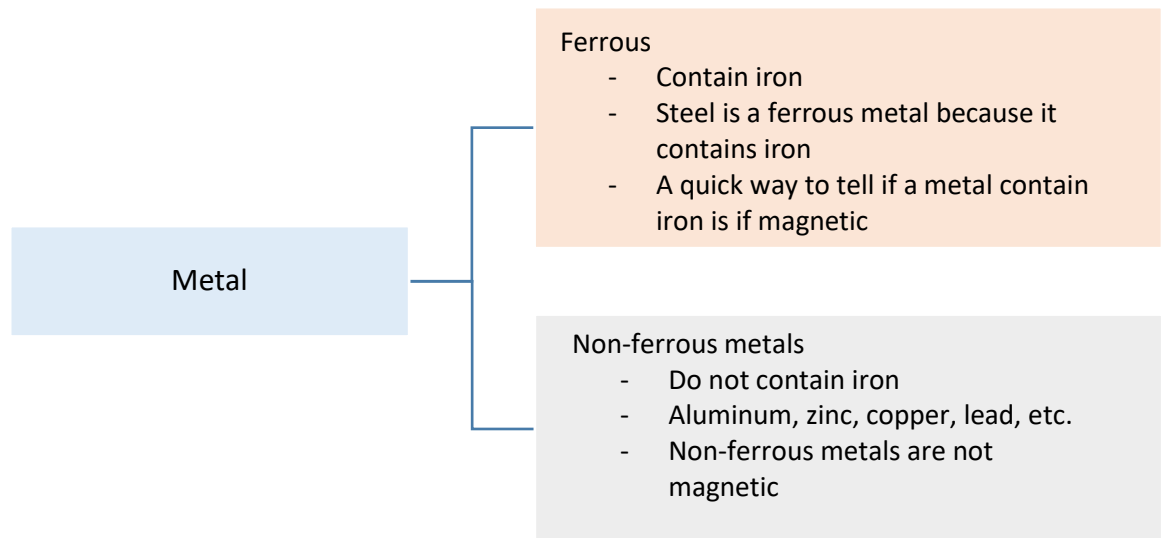 Metal
Ferrous
- Contain iron
- Steel is a ferrous metal because it
contains iron
- A quick way to tell if a metal contain
iron is if magnetic
Non-ferrous metals
- Do not contain iron
- Aluminum, zinc, copper, lead, etc.
- Non-ferrous metals are not
magnetic